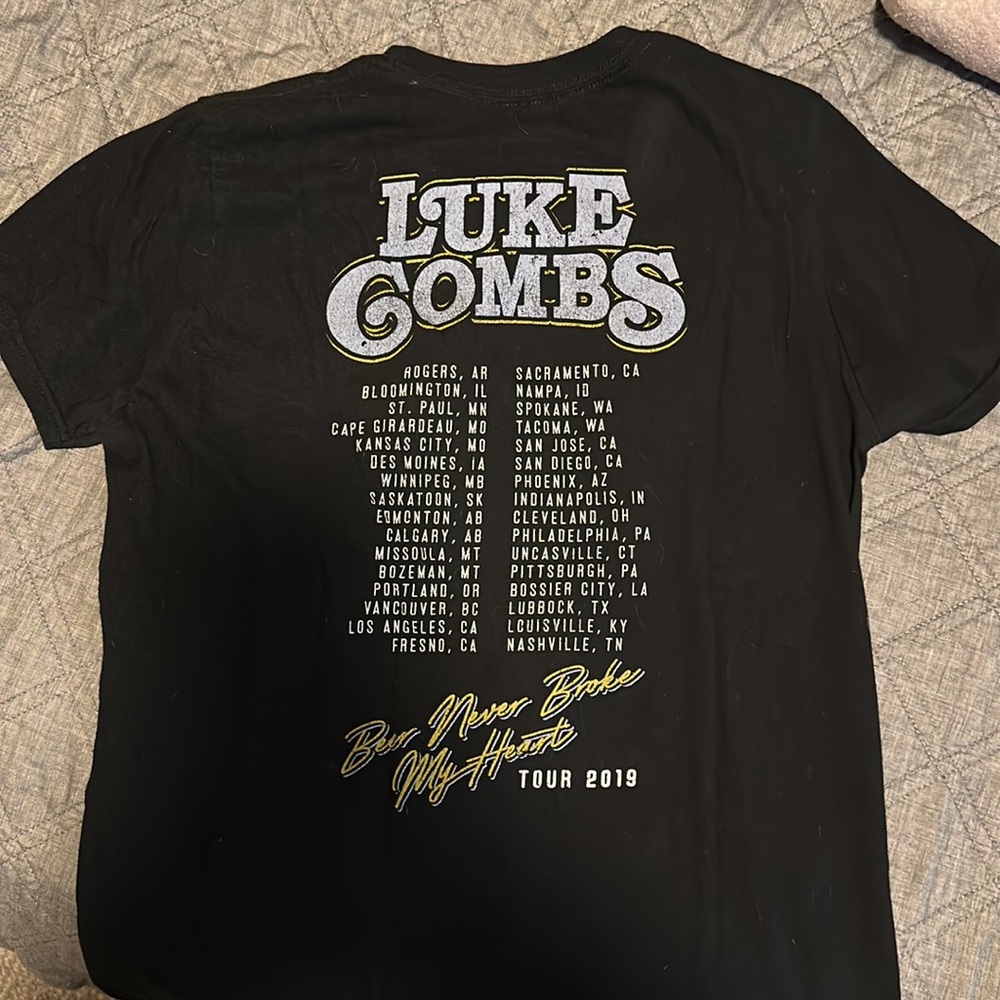 LUKE
COMBS
ROGERS, AR
BLOOMINGTON, IL
ST. PAUL, MN
CAPE GIRARDEAU, MO
KANSAS CITY, MO
DES MOINES, IA
WINNIPEG, MB
SASKATOON, SK
EDMONTON, AB
CALGARY, AB
MISSOULA, MT
BOZEMAN, MT
PORTLAND, OR
VANCOUVER, BC
LOS ANGELES, CA
FRESNO, CA
SACRAMENTO, CA
NAMPA, ID
SPOKANE, WA
TACOMA, WA
SAN JOSE, CA
SAN DIEGO, CA
PHOENIX, AZ
INDIANAPOLIS, IN
CLEVELAND, OH
PHILADELPHIA, PA
UNCASVILLE, CT
PITTSBURGH, PA
BOSSIER CITY, LA
LUBBOCK, TX
LOUISVILLE, KY
NASHVILLE, TN
Beer Never Broke
My Heart
TOUR 2019